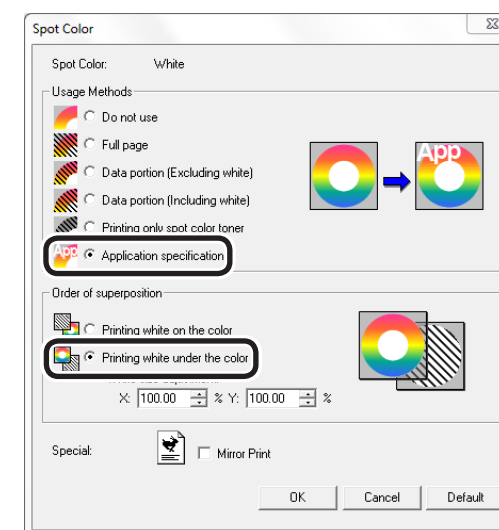 Spot Color
Spot Color: White
Usage Methods
Do not use
Full page
Data portion (Excluding white)
Data portion (Including white)
Printing only spot color toner
App Application specification
App
Order of superposition
Printing white on the color
Printing white under the color
X: 100.00 % Y: 100.00 %
Special: Mirror Print
OK Cancel Default